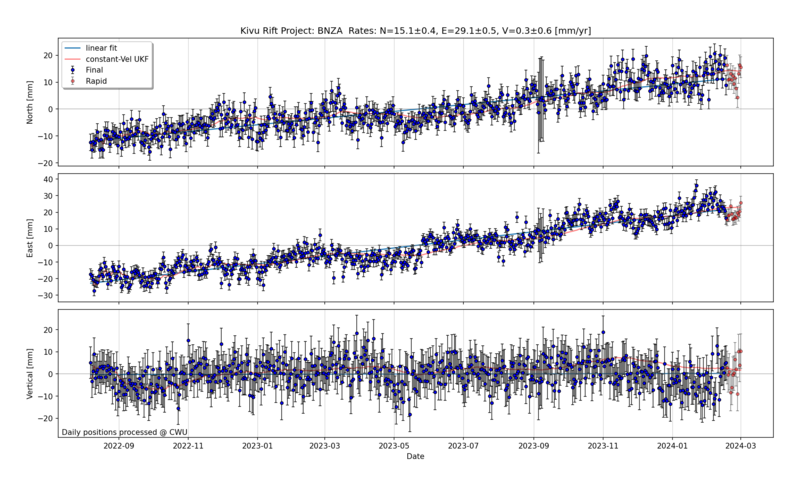 Kivu Rift Project: BNZA Rates: N=15.1±0.4, E=29.1±0.5, V=0.3±0.6 [mm/yr]
linear fit
constant-Vel UKF
Final
Rapid
North [mm]
20
10
0
−10
−20
East [mm]
40
30
20
10
0
−10
−20
−30
Vertical [mm]
20
10
0
−10
−20
Daily positions processed @ CWU
2022-09
2022-11
2023-01
2023-03
2023-05
2023-07
2023-09
2023-11
2024-01
2024-03
Date